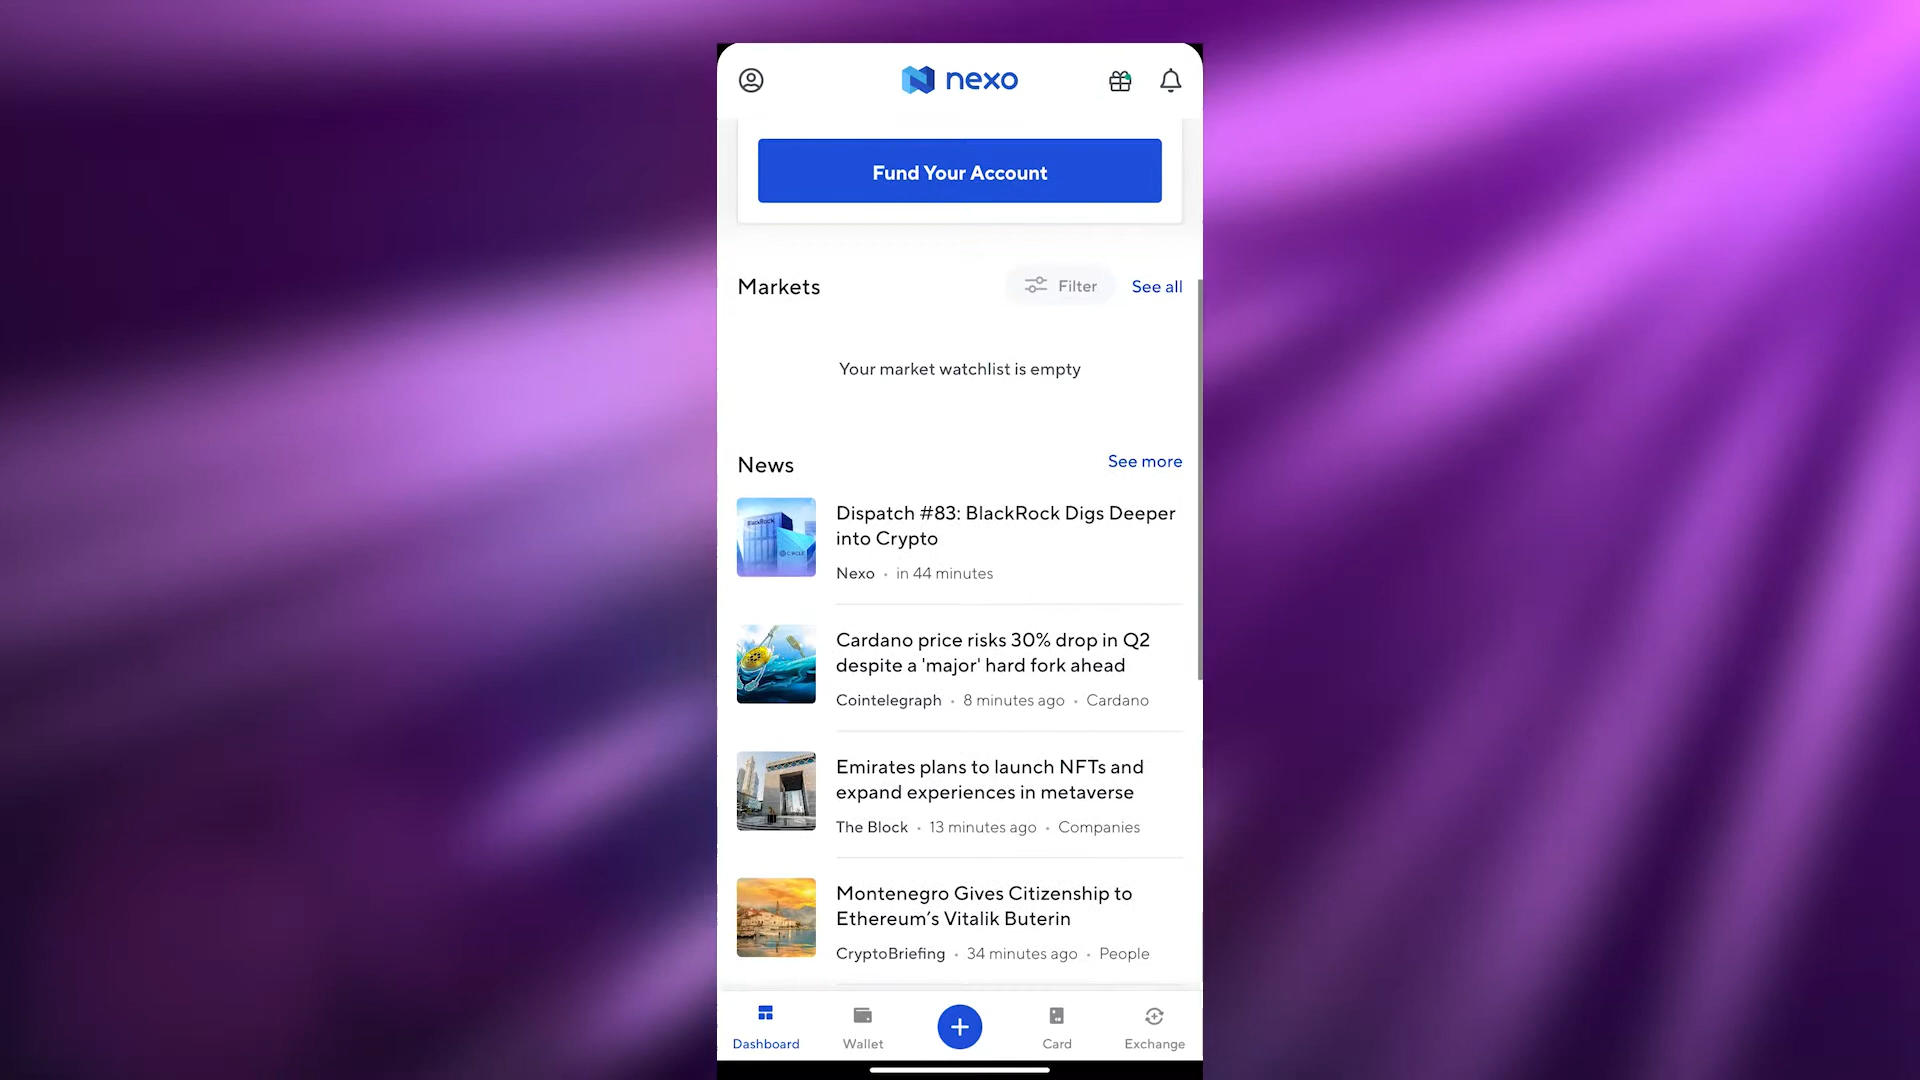 nexo
Fund Your Account
Markets
Filter
See all
Your market watchlist is empty
News
See more
BlackRock
CIRCLE
Dispatch #83: BlackRock Digs Deeper
into Crypto
Nexo • in 44 minutes
Cardano price risks 30% drop in Q2
despite a 'major' hard fork ahead
Cointelegraph • 8 minutes ago • Cardano
Emirates plans to launch NFTs and
expand experiences in metaverse
The Block • 13 minutes ago • Companies
Montenegro Gives Citizenship to
Ethereum’s Vitalik Buterin
CryptoBriefing • 34 minutes ago • People
Dashboard
Wallet
Card
Exchange